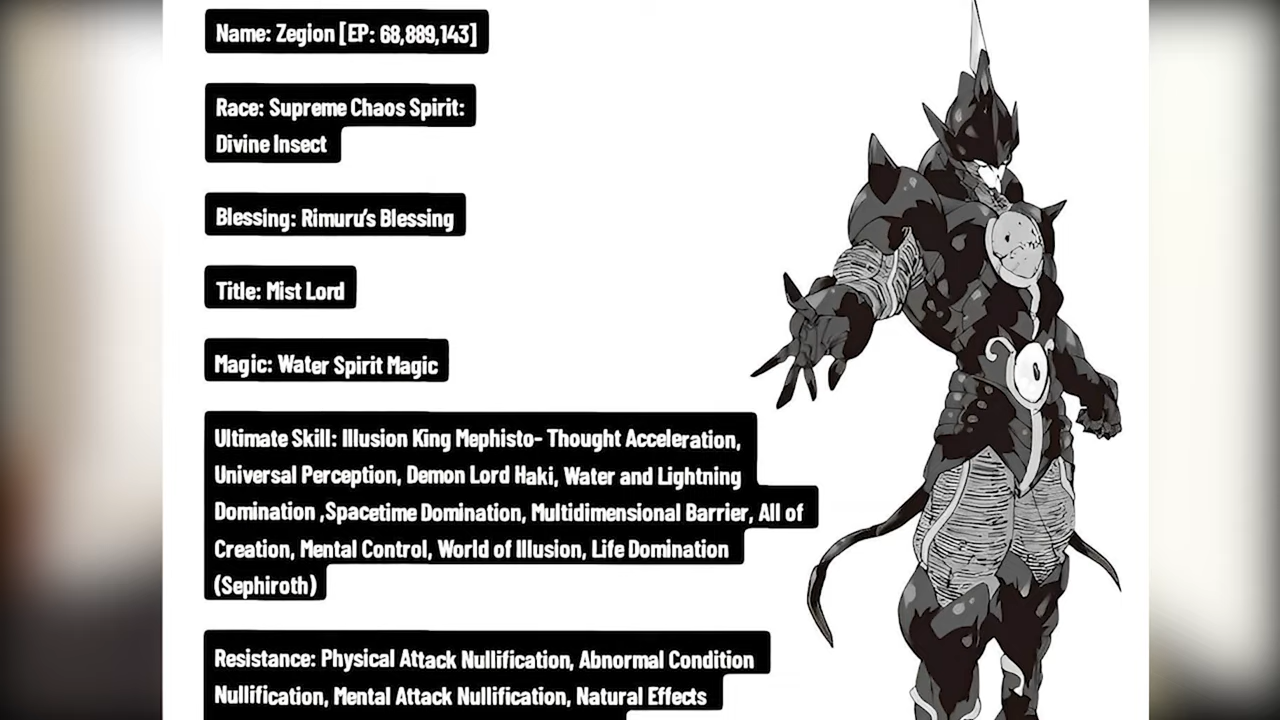 Name: Zegion [EP: 68,889,143]
Race: Supreme Chaos Spirit:
Divine Insect
Blessing: Rimuru's Blessing
Title: Mist Lord
Magic: Water Spirit Magic
Ultimate Skill: Illusion King Mephisto- Thought Acceleration,
Universal Perception, Demon Lord Haki, Water and Lightning
Domination ,Spacetime Domination, Multidimensional Barrier, All of
Creation, Mental Control, World of Illusion, Life Domination
(Sephiroth)
Resistance: Physical Attack Nullification, Abnormal Condition
Nullification, Mental Attack Nullification, Natural Effects